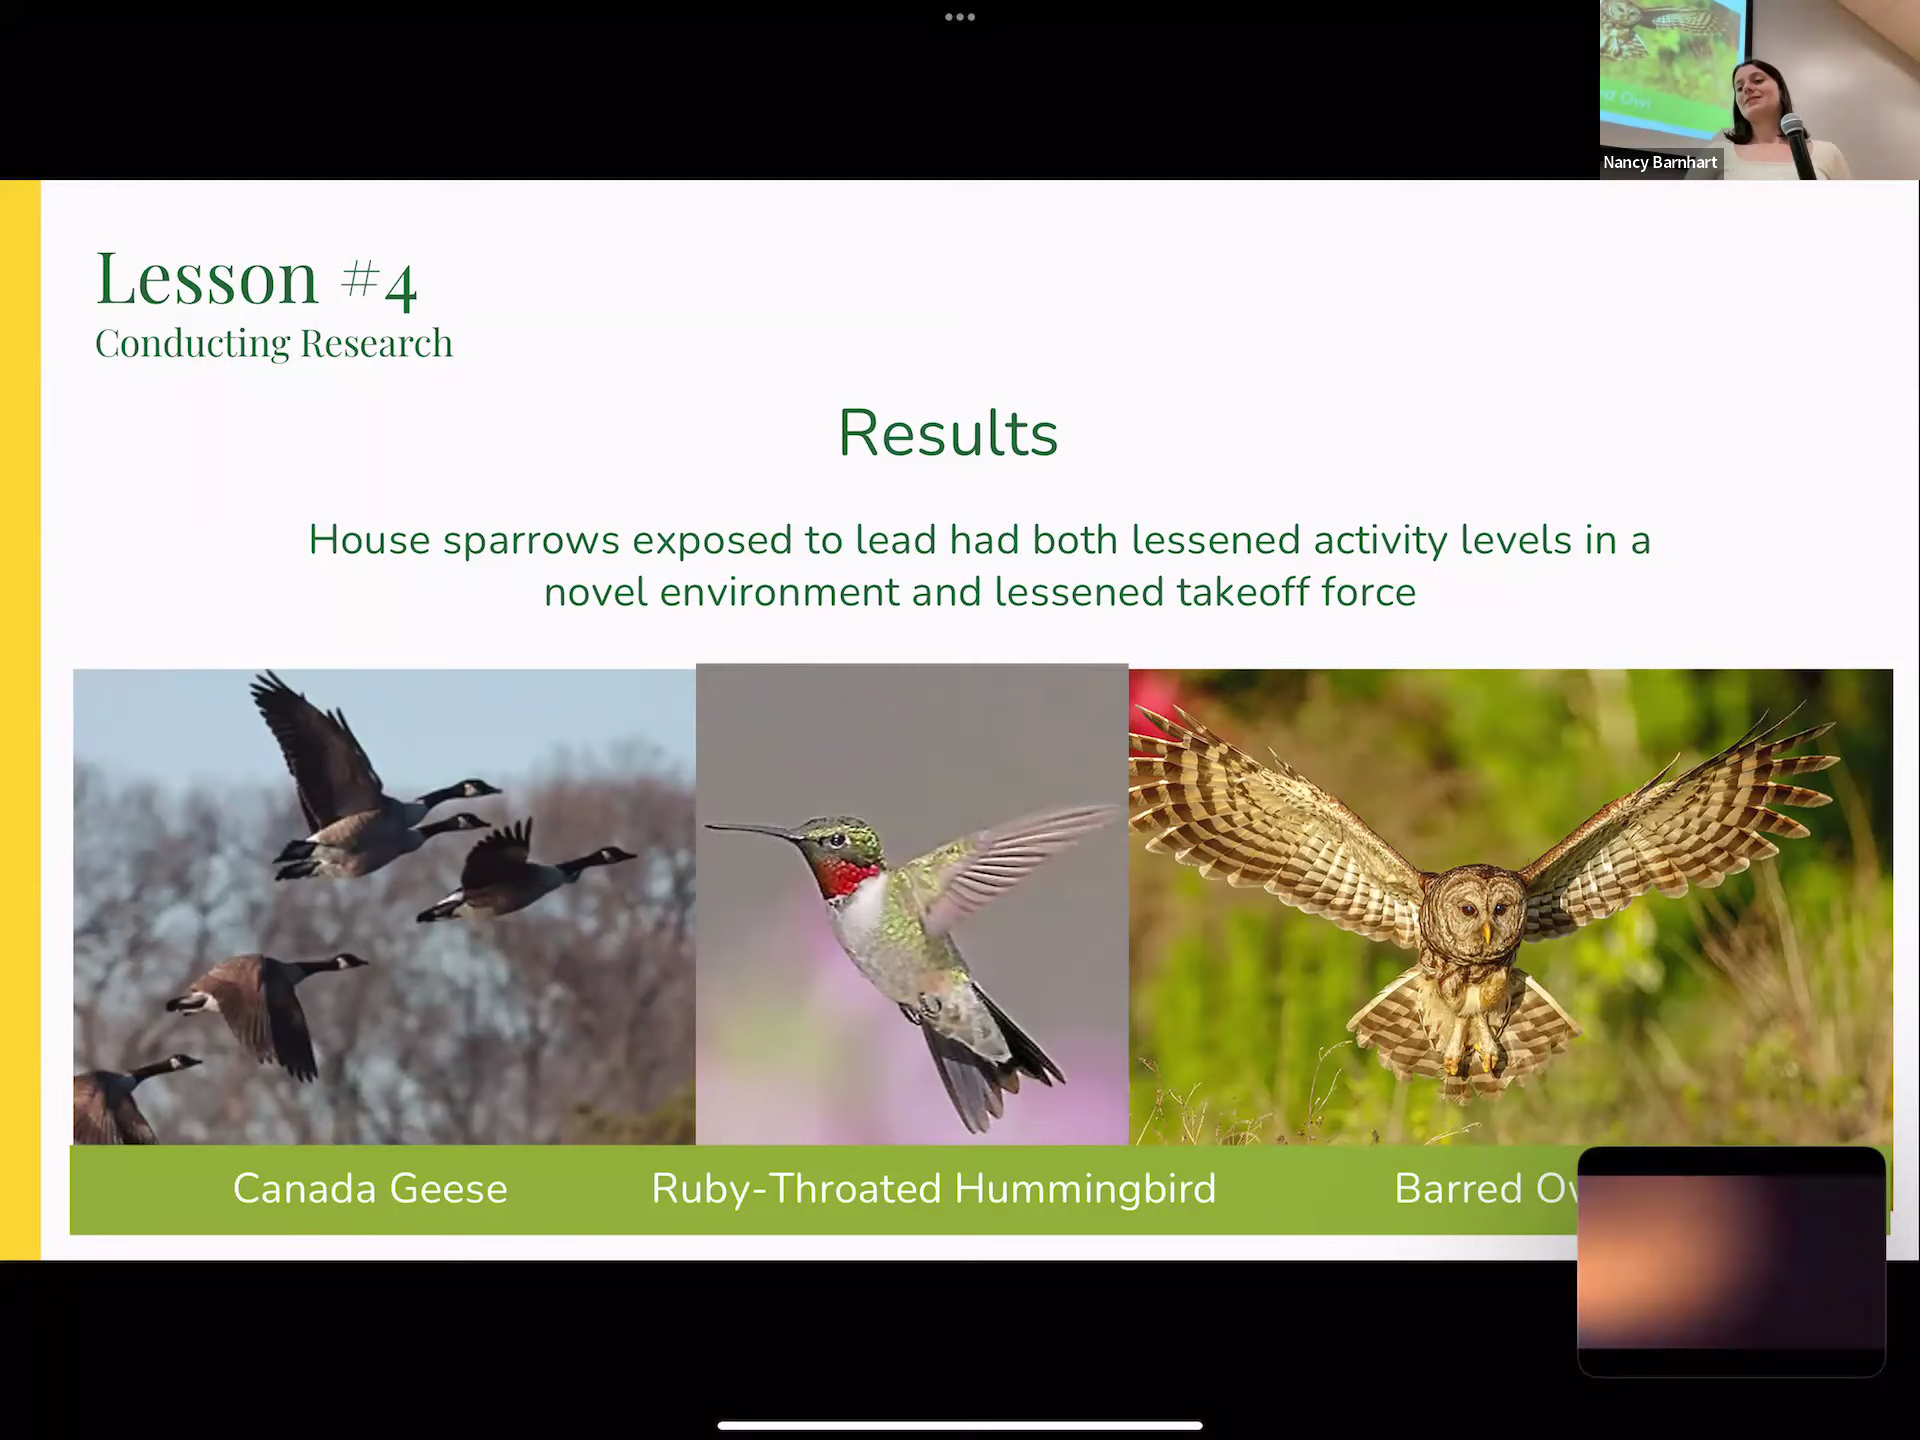 Nancy Barnhart
Lesson #4
Conducting Research
Results
House sparrows exposed to lead had both lessened activity levels in a
novel environment and lessened takeoff force
Canada Geese
Ruby-Throated Hummingbird
Barred